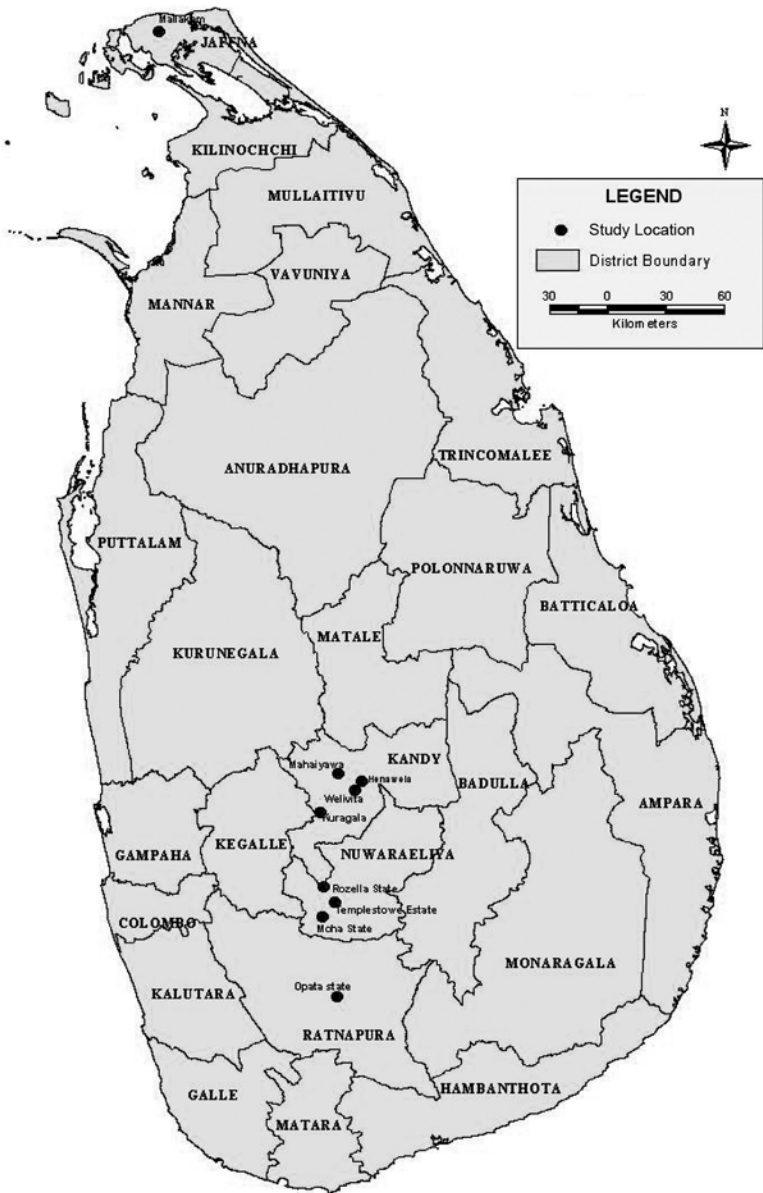 Mallakam
JAFFNA
N
KILINOCHCHI
MULLAITIVU
LEGEND
Study Location
District Boundary
30 0 30 60
Kilometers
VAVUNIYA
MANNAR
TRINCOMALEE
ANURADHAPURA
PUTTALAM
POLONNARUWA
BATTICALOA
MATALE
KURUNEGALA
KANDY
Mahaiyawa
Henawela
BADULLA
Welivita
AMPARA
Kuragala
KEGALLE
GAMPAHA
NUWARAELIYA
Rozella State
Templestowe Estate
COLOMBO
Moha State
MONARAGALA
Opata state
KALUTARA
RATNAPURA
HAMBANTHOTA
GALLE
MATARA